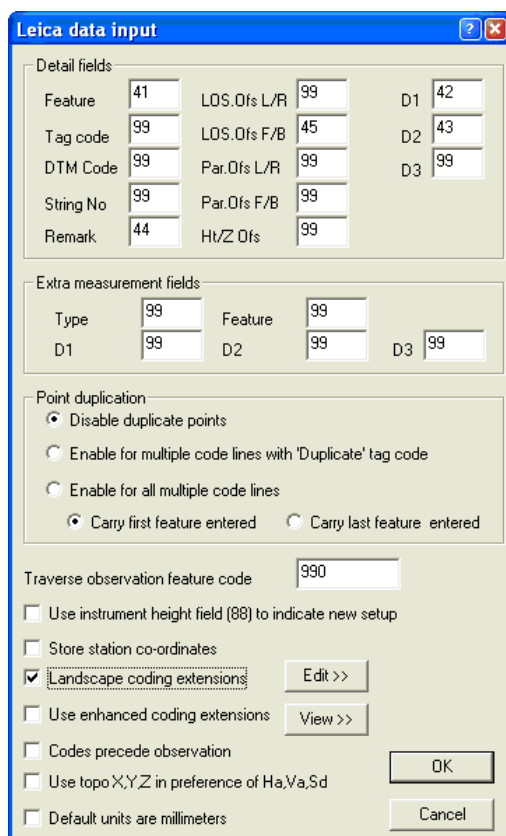 Leica data input
Detail fields
Feature 41 LOS.Ofs L/R 99 D1 42
Tag code 99 LOS.Ofs F/B 45 D2 43
DTM Code 99 Par.Ofs L/R 99 D3 99
String No 99 Par.Ofs F/B 99
Remark 44 Ht/Z Ofs 99
Extra measurement fields
Type 99 Feature 99
D1 99 D2 99 D3 99
Point duplication
Disable duplicate points
Enable for multiple code lines with 'Duplicate' tag code
Enable for all multiple code lines
Carry first feature entered Carry last feature entered
Traverse observation feature code 990
Use instrument height field (88) to indicate new setup
Store station co-ordinates
Landscape coding extensions Edit >>
Use enhanced coding extensions View >>
Codes precede observation
OK
Use topo X,Y,Z in preference of Ha,Va,Sd
Default units are millimeters Cancel